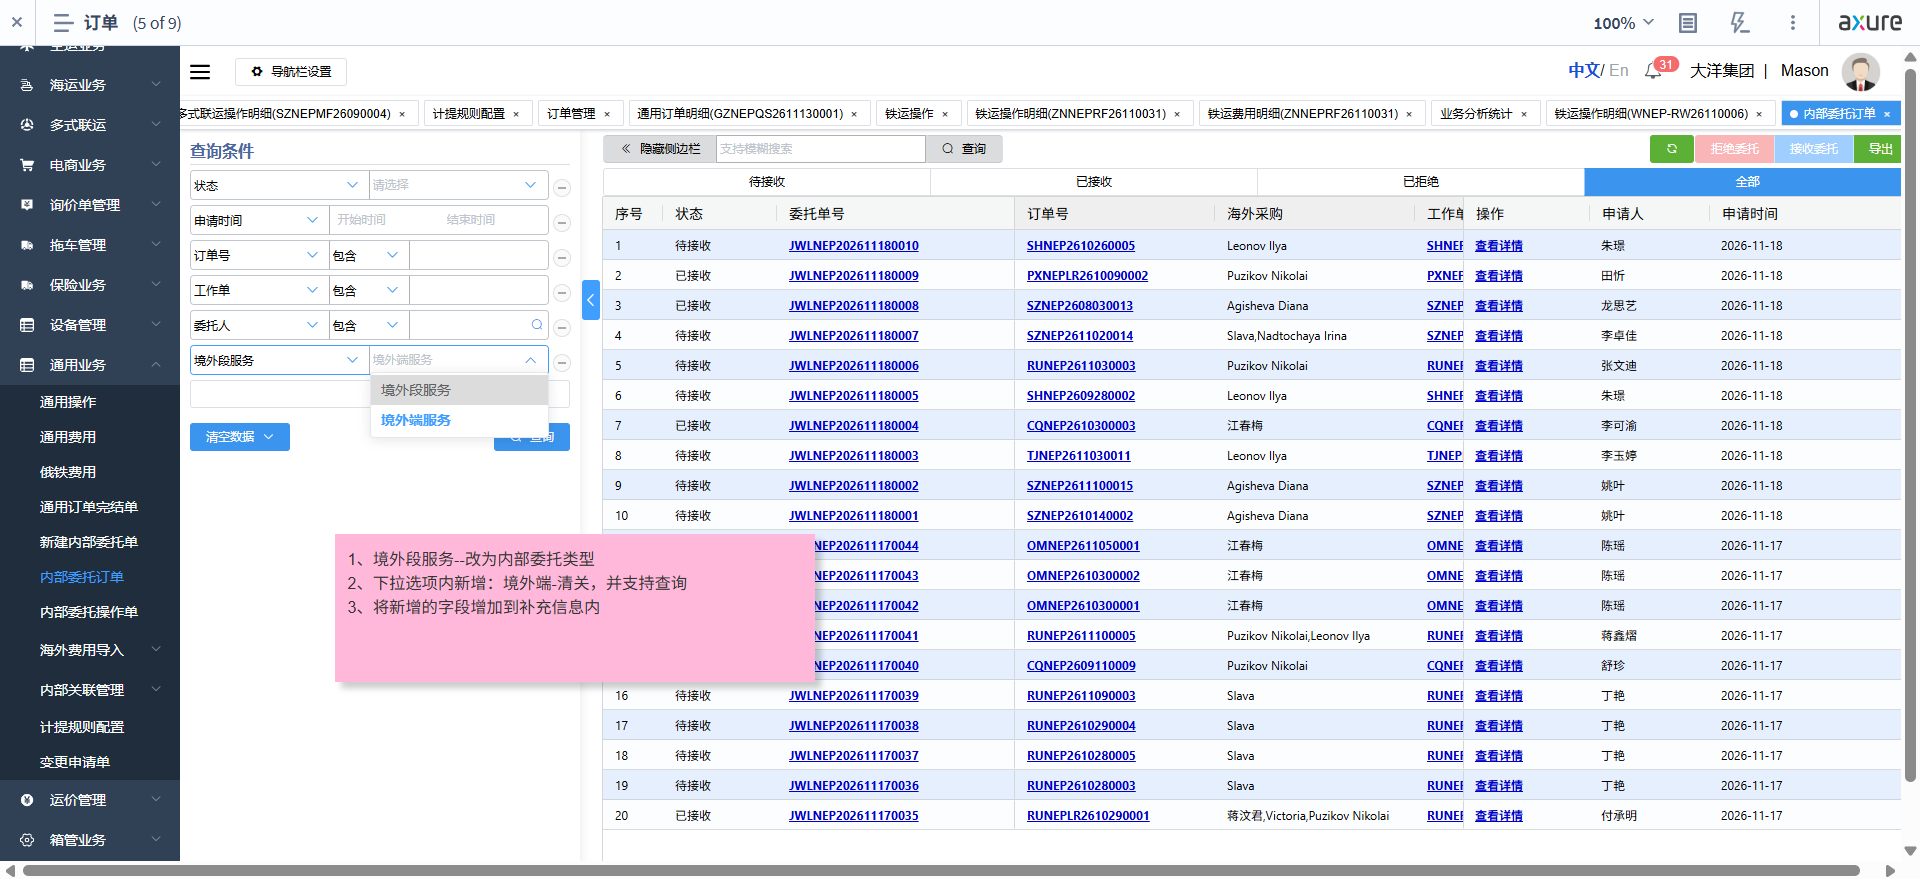 订单 (5 of 9)
100%
axure
空运业务
海运业务
多式联运
电商业务
询价单管理
拖车管理
保险业务
设备管理
通用业务
通用操作
通用费用
俄铁费用
通用订单完结单
新建内部委托单
内部委托订单
内部委托操作单
海外费用导入
内部关联管理
计提规则配置
变更申请单
运价管理
箱管业务
导航栏设置
中文/ En
31
大洋集团 | Mason
多式联运操作明细(SZNEPMF26090004) ×
计提规则配置 ×
订单管理 ×
通用订单明细(GZNEPQS2611130001) ×
铁运操作 ×
铁运操作明细(ZNNEPRF26110031) ×
铁运费用明细(ZNNEPRF26110031) ×
业务分析统计 ×
铁运操作明细(WNEP-RW26110006) ×
内部委托订单 ×
查询条件
状态 请选择
申请时间 开始时间 结束时间
订单号 包含
工作单 包含
委托人 包含
境外段服务 境外端服务
境外段服务
境外端服务
清空数据
查询
隐藏侧边栏 支持模糊搜索 查询
拒绝委托 接收委托 导出
待接收 已接收 已拒绝 全部
序号 状态 委托单号 订单号 海外采购 工作单 操作 申请人 申请时间
1 待接收 JWLNEP202611180010 SHNEP2610260005 Leonov Ilya SHNEF 查看详情 朱璟 2026-11-18
2 已接收 JWLNEP202611180009 PXNEPLR2610090002 Puzikov Nikolai PXNEF 查看详情 田忻 2026-11-18
3 已接收 JWLNEP202611180008 SZNEP2608030013 Agisheva Diana SZNEP 查看详情 龙思艺 2026-11-18
4 待接收 JWLNEP202611180007 SZNEP2611020014 Slava,Nadtochaya Irina SZNEP 查看详情 李卓佳 2026-11-18
5 待接收 JWLNEP202611180006 RUNEP2611030003 Puzikov Nikolai RUNEF 查看详情 张文迪 2026-11-18
6 待接收 JWLNEP202611180005 SHNEP2609280002 Leonov Ilya SHNEF 查看详情 朱璟 2026-11-18
7 已接收 JWLNEP202611180004 CQNEP2610300003 江春梅 CQNEF 查看详情 李可渝 2026-11-18
8 待接收 JWLNEP202611180003 TJNEP2611030011 Leonov Ilya TJNEP 查看详情 李玉婷 2026-11-18
9 待接收 JWLNEP202611180002 SZNEP2611100015 Agisheva Diana SZNEP 查看详情 姚叶 2026-11-18
10 待接收 JWLNEP202611180001 SZNEP2610140002 Agisheva Diana SZNEP 查看详情 姚叶 2026-11-18
NEP202611170044 OMNEP2611050001 江春梅 OMNE 查看详情 陈瑶 2026-11-17
NEP202611170043 OMNEP2610300002 江春梅 OMNE 查看详情 陈瑶 2026-11-17
NEP202611170042 OMNEP2610300001 江春梅 OMNE 查看详情 陈瑶 2026-11-17
NEP202611170041 RUNEP2611100005 Puzikov Nikolai,Leonov Ilya RUNEF 查看详情 蒋鑫熠 2026-11-17
NEP202611170040 CQNEP2609110009 Puzikov Nikolai CQNEF 查看详情 舒珍 2026-11-17
16 待接收 JWLNEP202611170039 RUNEP2611090003 Slava RUNEF 查看详情 丁艳 2026-11-17
17 待接收 JWLNEP202611170038 RUNEP2610290004 Slava RUNEF 查看详情 丁艳 2026-11-17
18 待接收 JWLNEP202611170037 RUNEP2610280005 Slava RUNEF 查看详情 丁艳 2026-11-17
19 待接收 JWLNEP202611170036 RUNEP2610280003 Slava RUNEF 查看详情 丁艳 2026-11-17
20 已接收 JWLNEP202611170035 RUNEPLR2610290001 蒋汶君,Victoria,Puzikov Nikolai RUNEF 查看详情 付承明 2026-11-17
1、境外段服务--改为内部委托类型
2、下拉选项内新增：境外端-清关，并支持查询
3、将新增的字段增加到补充信息内